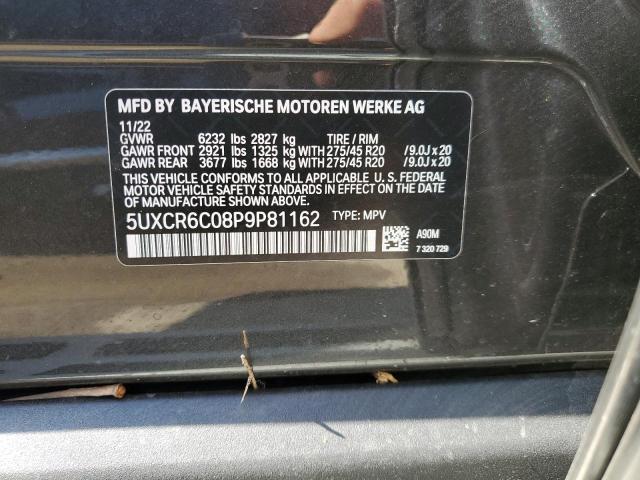 MFD BY BAYERISCHE MOTOREN WERKE AG
11/22
GVWR 6232 lbs 2827 kg TIRE / RIM
GAWR FRONT 2921 lbs 1325 kg WITH 275/45 R20 /9.0J x 20
GAWR REAR 3677 lbs 1668 kg WITH 275/45 R20 /9.0J x 20
THIS VEHICLE CONFORMS TO ALL APPLICABLE U. S. FEDERAL
MOTOR VEHICLE SAFETY STANDARDS IN EFFECT ON THE DATE OF
MANUFACTURE SHOWN ABOVE.
5UXCR6C08P9P81162 TYPE: MPV
A90M
7 320 729